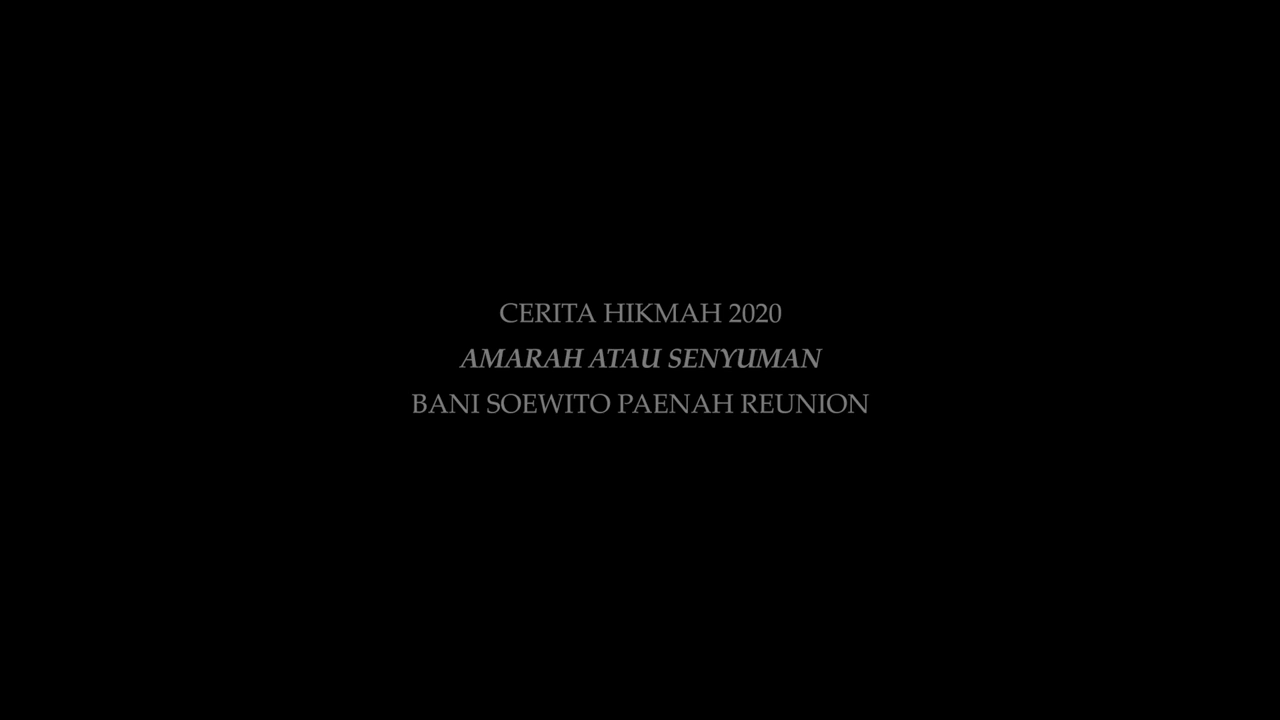 CERITA HIKMAH 2020
AMARAH ATAU SENYUMAN
BANI SOEWITO PAENAH REUNION